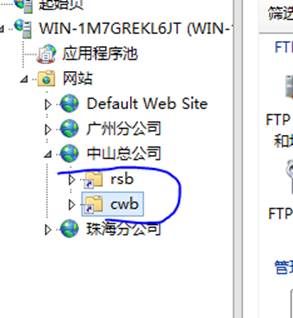 起始页
WIN-1M7GREKL6JT (WIN-
应用程序池
网站
Default Web Site
广州分公司
中山总公司
rsb
cwb
珠海分公司
筛选
FTP
和
FTP
管理